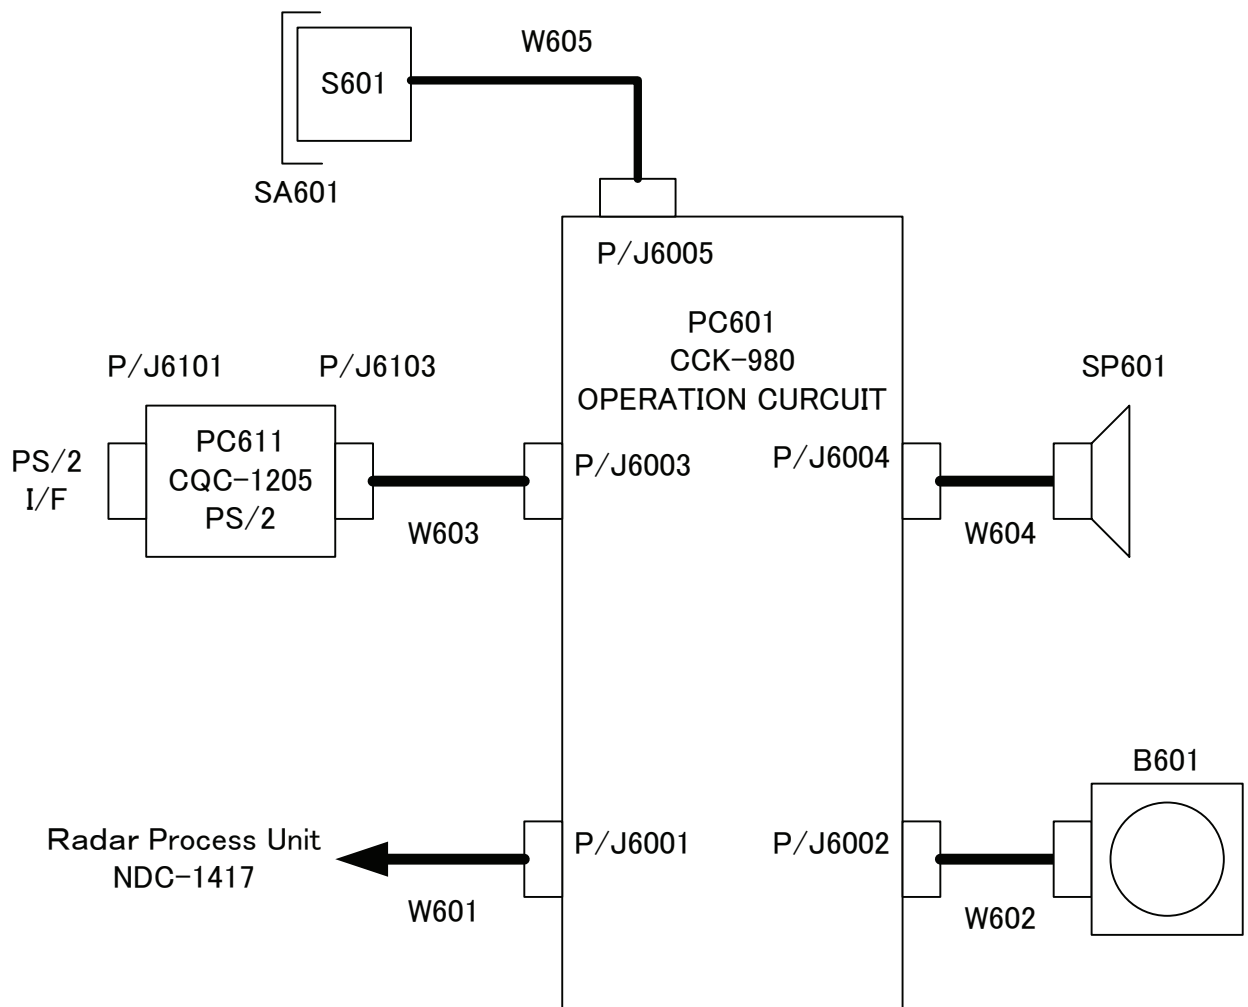 W605
S601
SA601
P/J6005
PC601
CCK-980
OPERATION CURCUIT
P/J6101
P/J6103
SP601
PS/2
I/F
PC611
CQC-1205
PS/2
P/J6003
P/J6004
W603
W604
B601
Radar Process Unit
NDC-1417
P/J6001
P/J6002
W601
W602